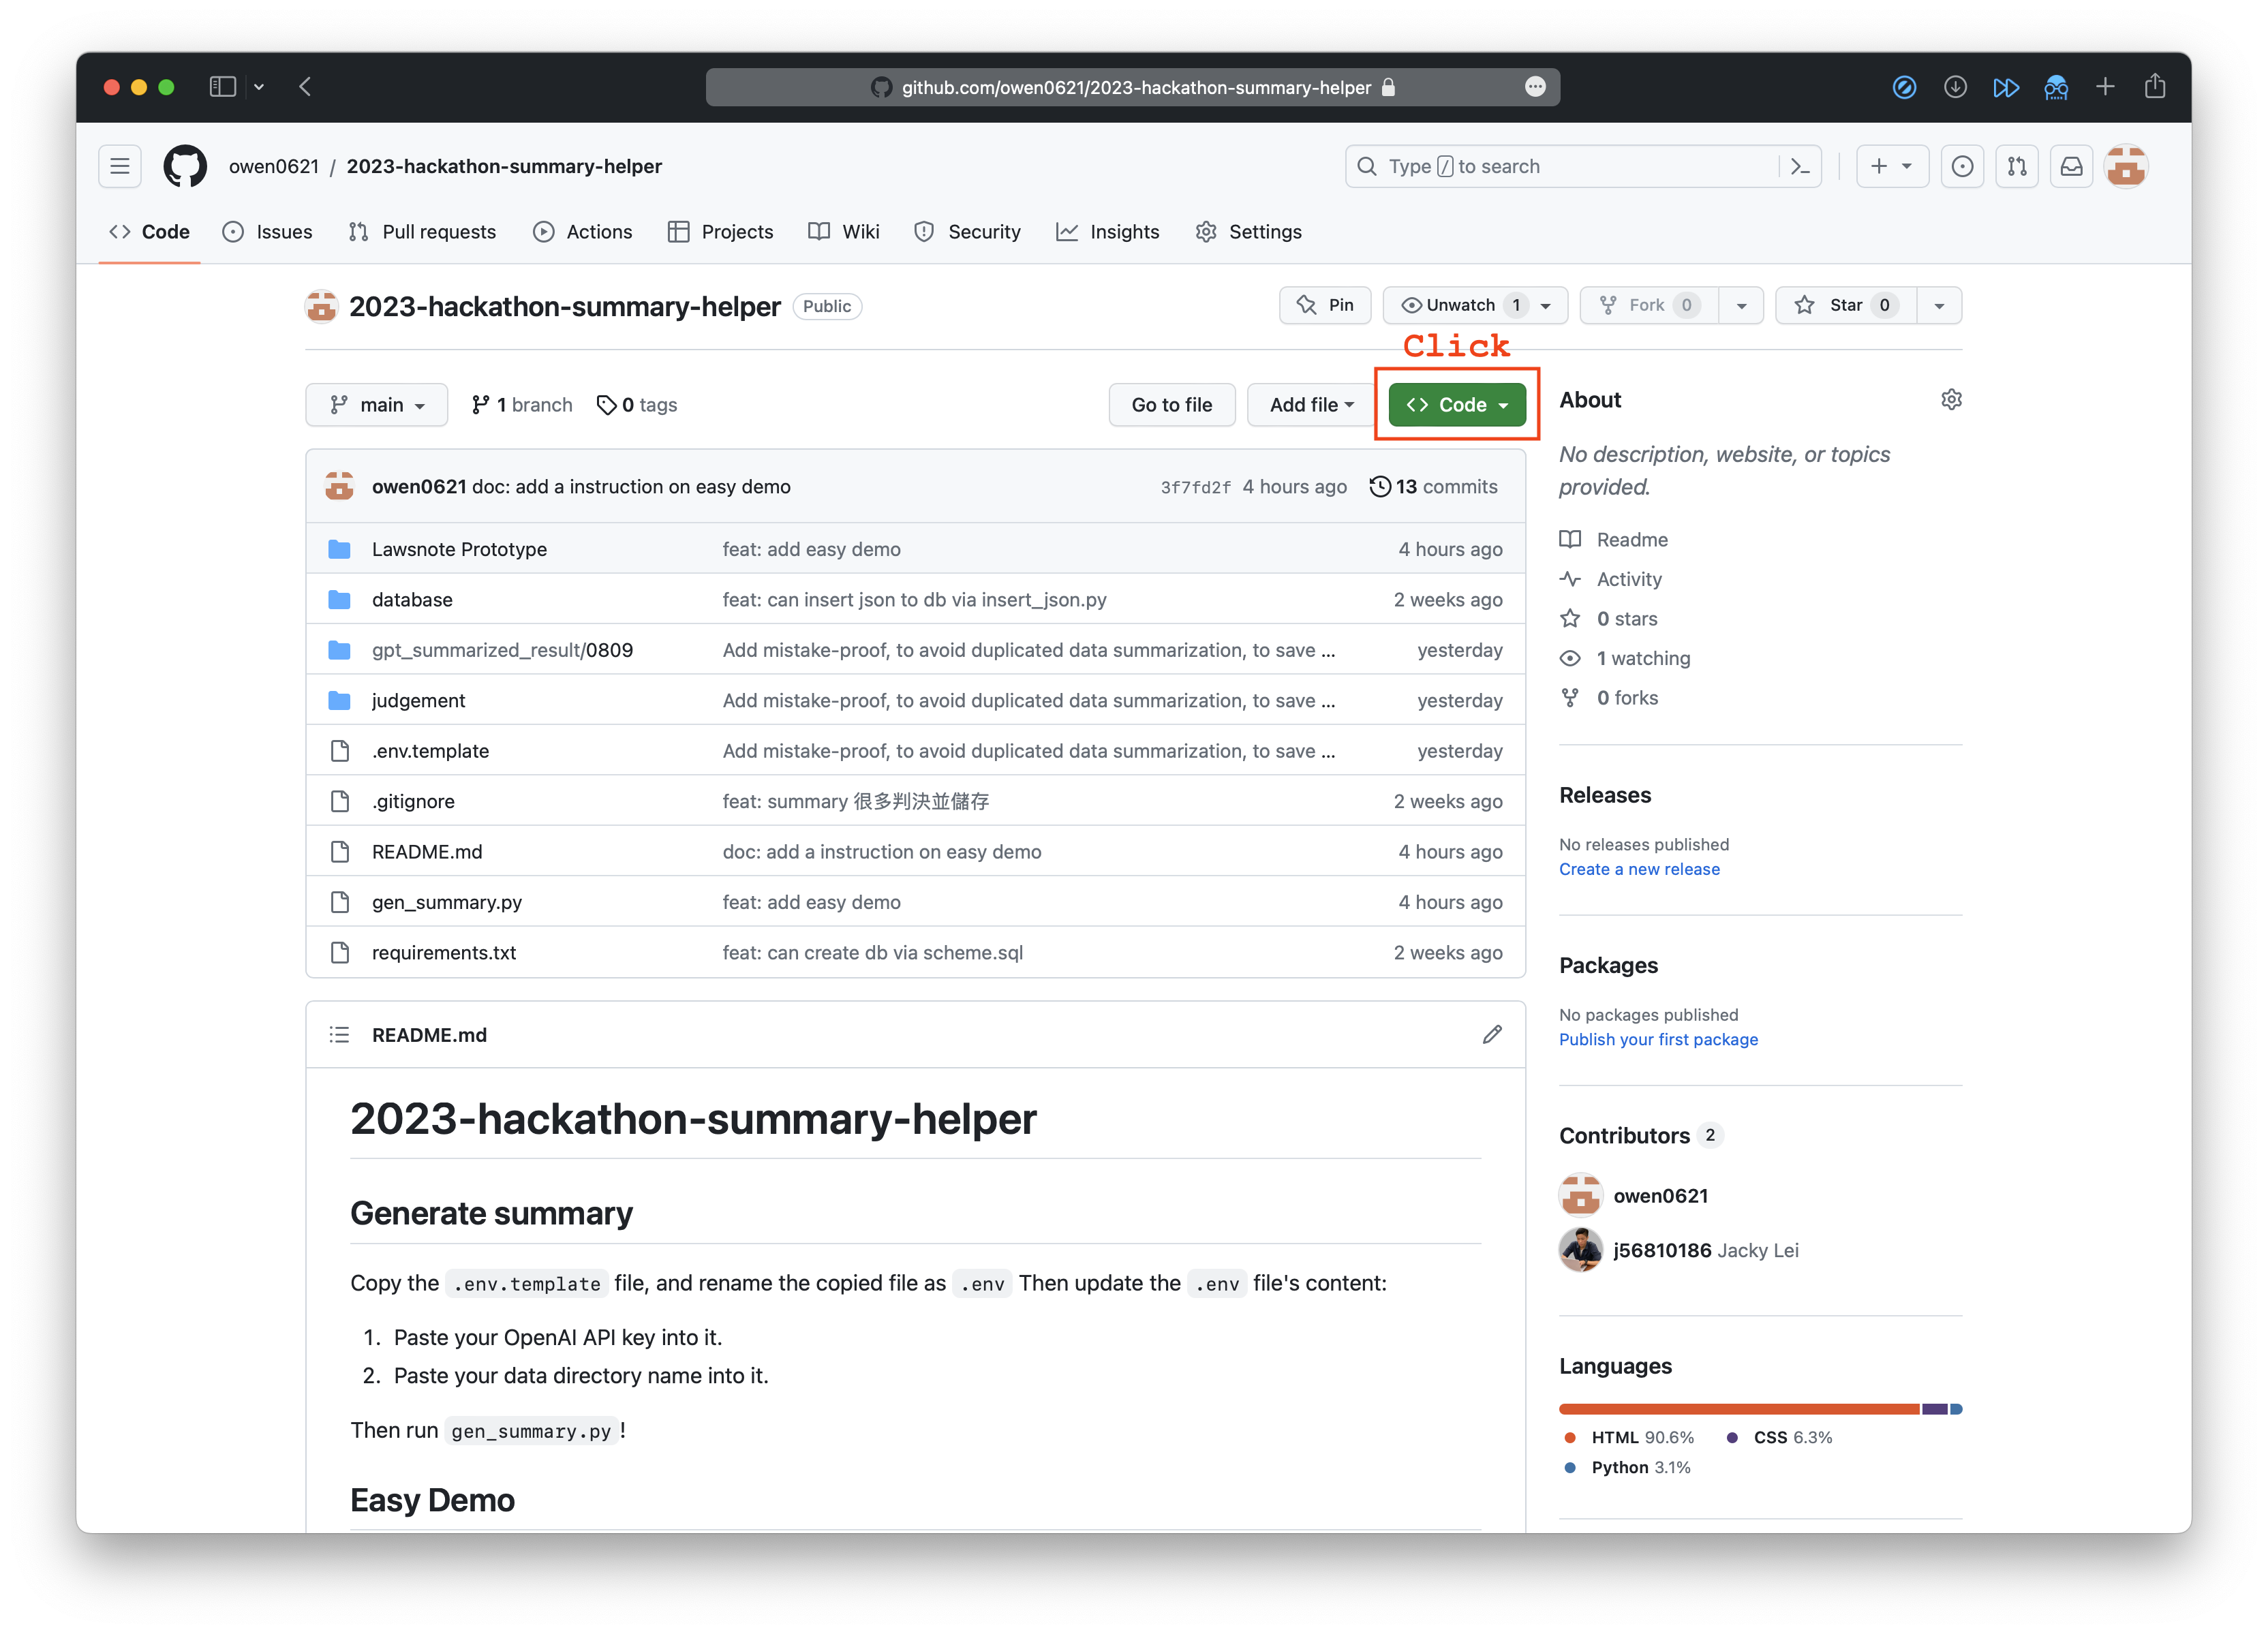 github.com/owen0621/2023-hackathon-summary-helper
owen0621 / 2023-hackathon-summary-helper
Type / to search
Code Issues Pull requests Actions Projects Wiki Security Insights Settings
2023-hackathon-summary-helper Public
Pin Unwatch 1 Fork 0 Star 0
Click
main 1 branch 0 tags Go to file Add file Code
owen0621 doc: add a instruction on easy demo 3f7fd2f 4 hours ago 13 commits
Lawsnote Prototype feat: add easy demo 4 hours ago
database feat: can insert json to db via insert_json.py 2 weeks ago
gpt_summarized_result/0809 Add mistake-proof, to avoid duplicated data summarization, to save ... yesterday
judgement Add mistake-proof, to avoid duplicated data summarization, to save ... yesterday
.env.template Add mistake-proof, to avoid duplicated data summarization, to save ... yesterday
.gitignore feat: summary 很多判決並儲存 2 weeks ago
README.md doc: add a instruction on easy demo 4 hours ago
gen_summary.py feat: add easy demo 4 hours ago
requirements.txt feat: can create db via scheme.sql 2 weeks ago
README.md
2023-hackathon-summary-helper
Generate summary
Copy the .env.template file, and rename the copied file as .env Then update the .env file's content:
1. Paste your OpenAI API key into it.
2. Paste your data directory name into it.
Then run gen_summary.py !
Easy Demo
About
No description, website, or topics
provided.
Readme
Activity
0 stars
1 watching
0 forks
Releases
No releases published
Create a new release
Packages
No packages published
Publish your first package
Contributors 2
owen0621
j56810186 Jacky Lei
Languages
HTML 90.6% CSS 6.3%
Python 3.1%